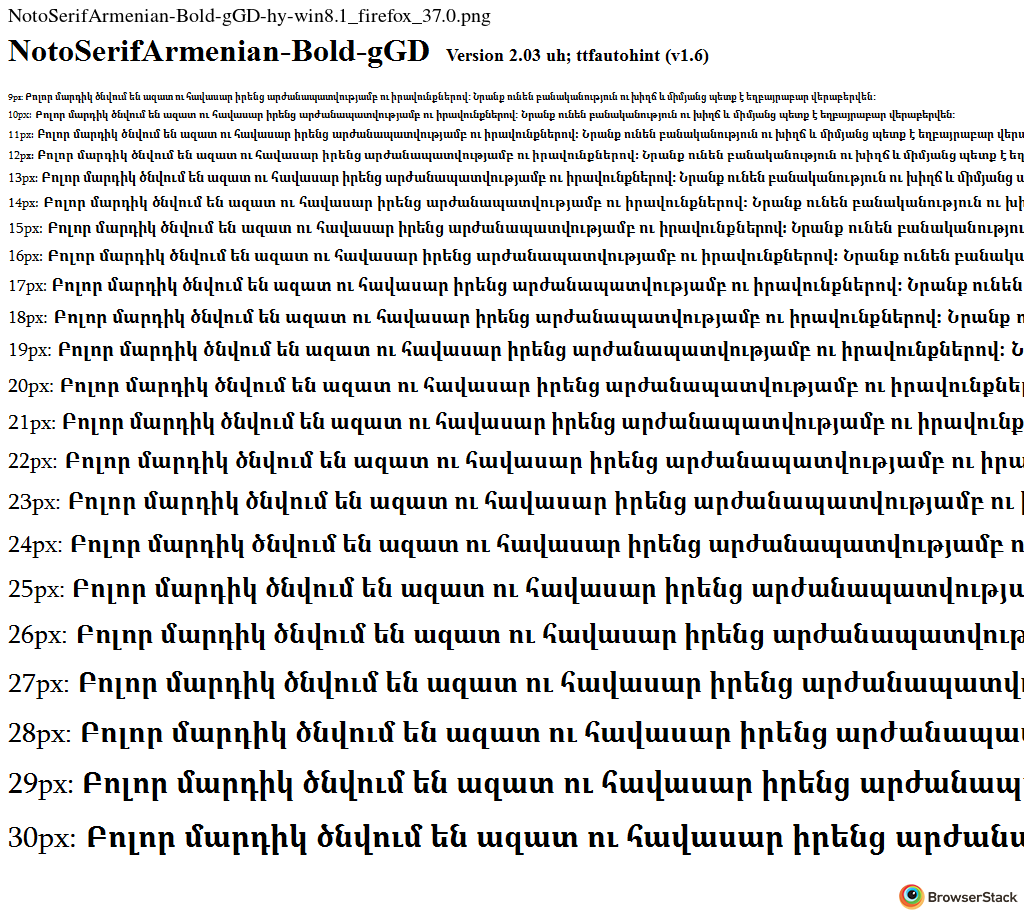 NotoSerifArmenian-Bold-gGD-hy-win8.1_firefox_37.0.png
NotoSerifArmenian-Bold-gGD Version 2.03 uh; ttfautohint (v1.6)
9px: Բոլոր մարդիկ ծնվում են ազատ ու հավասար իրենց արժանապատվությամբ ու իրավունքներով։ Նրանք ունեն բանականություն ու խիղճ և միմյանց պետք է եղբայրաբար վերաբերվեն։
10px: Բոլոր մարդիկ ծնվում են ազատ ու հավասար իրենց արժանապատվությամբ ու իրավունքներով։ Նրանք ունեն բանականություն ու խիղճ և միմյանց պետք է եղբայրաբար վերաբերվեն։
11px: Բոլոր մարդիկ ծնվում են ազատ ու հավասար իրենց արժանապատվությամբ ու իրավունքներով։ Նրանք ունեն բանականություն ու խիղճ և միմյանց պետք է եղբայրաբար վերա
12px: Բոլոր մարդիկ ծնվում են ազատ ու հավասար իրենց արժանապատվությամբ ու իրավունքներով։ Նրանք ունեն բանականություն ու խիղճ և միմյանց պետք է եղ
13px: Բոլոր մարդիկ ծնվում են ազատ ու հավասար իրենց արժանապատվությամբ ու իրավունքներով։ Նրանք ունեն բանականություն ու խիղճ և միմյանց պ
14px: Բոլոր մարդիկ ծնվում են ազատ ու հավասար իրենց արժանապատվությամբ ու իրավունքներով։ Նրանք ունեն բանականություն ու խի
15px: Բոլոր մարդիկ ծնվում են ազատ ու հավասար իրենց արժանապատվությամբ ու իրավունքներով։ Նրանք ունեն բանականությու
16px: Բոլոր մարդիկ ծնվում են ազատ ու հավասար իրենց արժանապատվությամբ ու իրավունքներով։ Նրանք ունեն բանակա
17px: Բոլոր մարդիկ ծնվում են ազատ ու հավասար իրենց արժանապատվությամբ ու իրավունքներով։ Նրանք ունեն
18px: Բոլոր մարդիկ ծնվում են ազատ ու հավասար իրենց արժանապատվությամբ ու իրավունքներով։ Նրանք ո
19px: Բոլոր մարդիկ ծնվում են ազատ ու հավասար իրենց արժանապատվությամբ ու իրավունքներով։ Ն
20px: Բոլոր մարդիկ ծնվում են ազատ ու հավասար իրենց արժանապատվությամբ ու իրավունքներ
21px: Բոլոր մարդիկ ծնվում են ազատ ու հավասար իրենց արժանապատվությամբ ու իրավունք
22px: Բոլոր մարդիկ ծնվում են ազատ ու հավասար իրենց արժանապատվությամբ ու իրա
23px: Բոլոր մարդիկ ծնվում են ազատ ու հավասար իրենց արժանապատվությամբ ու ի
24px: Բոլոր մարդիկ ծնվում են ազատ ու հավասար իրենց արժանապատվությամբ ո
25px: Բոլոր մարդիկ ծնվում են ազատ ու հավասար իրենց արժանապատվությա
26px: Բոլոր մարդիկ ծնվում են ազատ ու հավասար իրենց արժանապատվութ
27px: Բոլոր մարդիկ ծնվում են ազատ ու հավասար իրենց արժանապատվ
28px: Բոլոր մարդիկ ծնվում են ազատ ու հավասար իրենց արժանապա
29px: Բոլոր մարդիկ ծնվում են ազատ ու հավասար իրենց արժանապ
30px: Բոլոր մարդիկ ծնվում են ազատ ու հավասար իրենց արժանա
BrowserStack